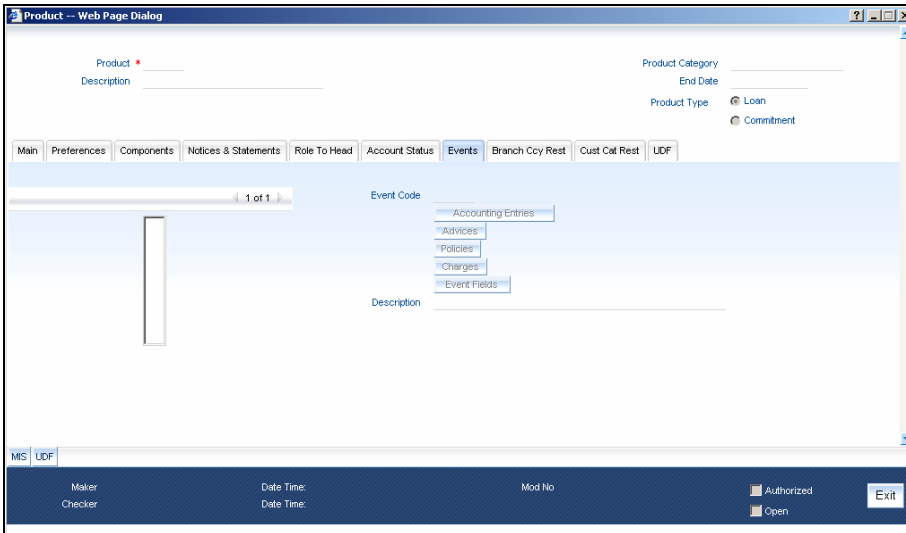 Product -- Web Page Dialog
Product *
Product Category
Description
End Date
Product Type
Loan
Commitment
Main Preferences Components Notices & Statements Role To Head Account Status Events Branch Ccy Rest Cust Cat Rest UDF
1 of 1
Event Code
Accounting Entries
Advices
Policies
Charges
Event Fields
Description
MIS UDF
Maker Date Time: Mod No
Authorized
Checker Date Time:
Open
Exit